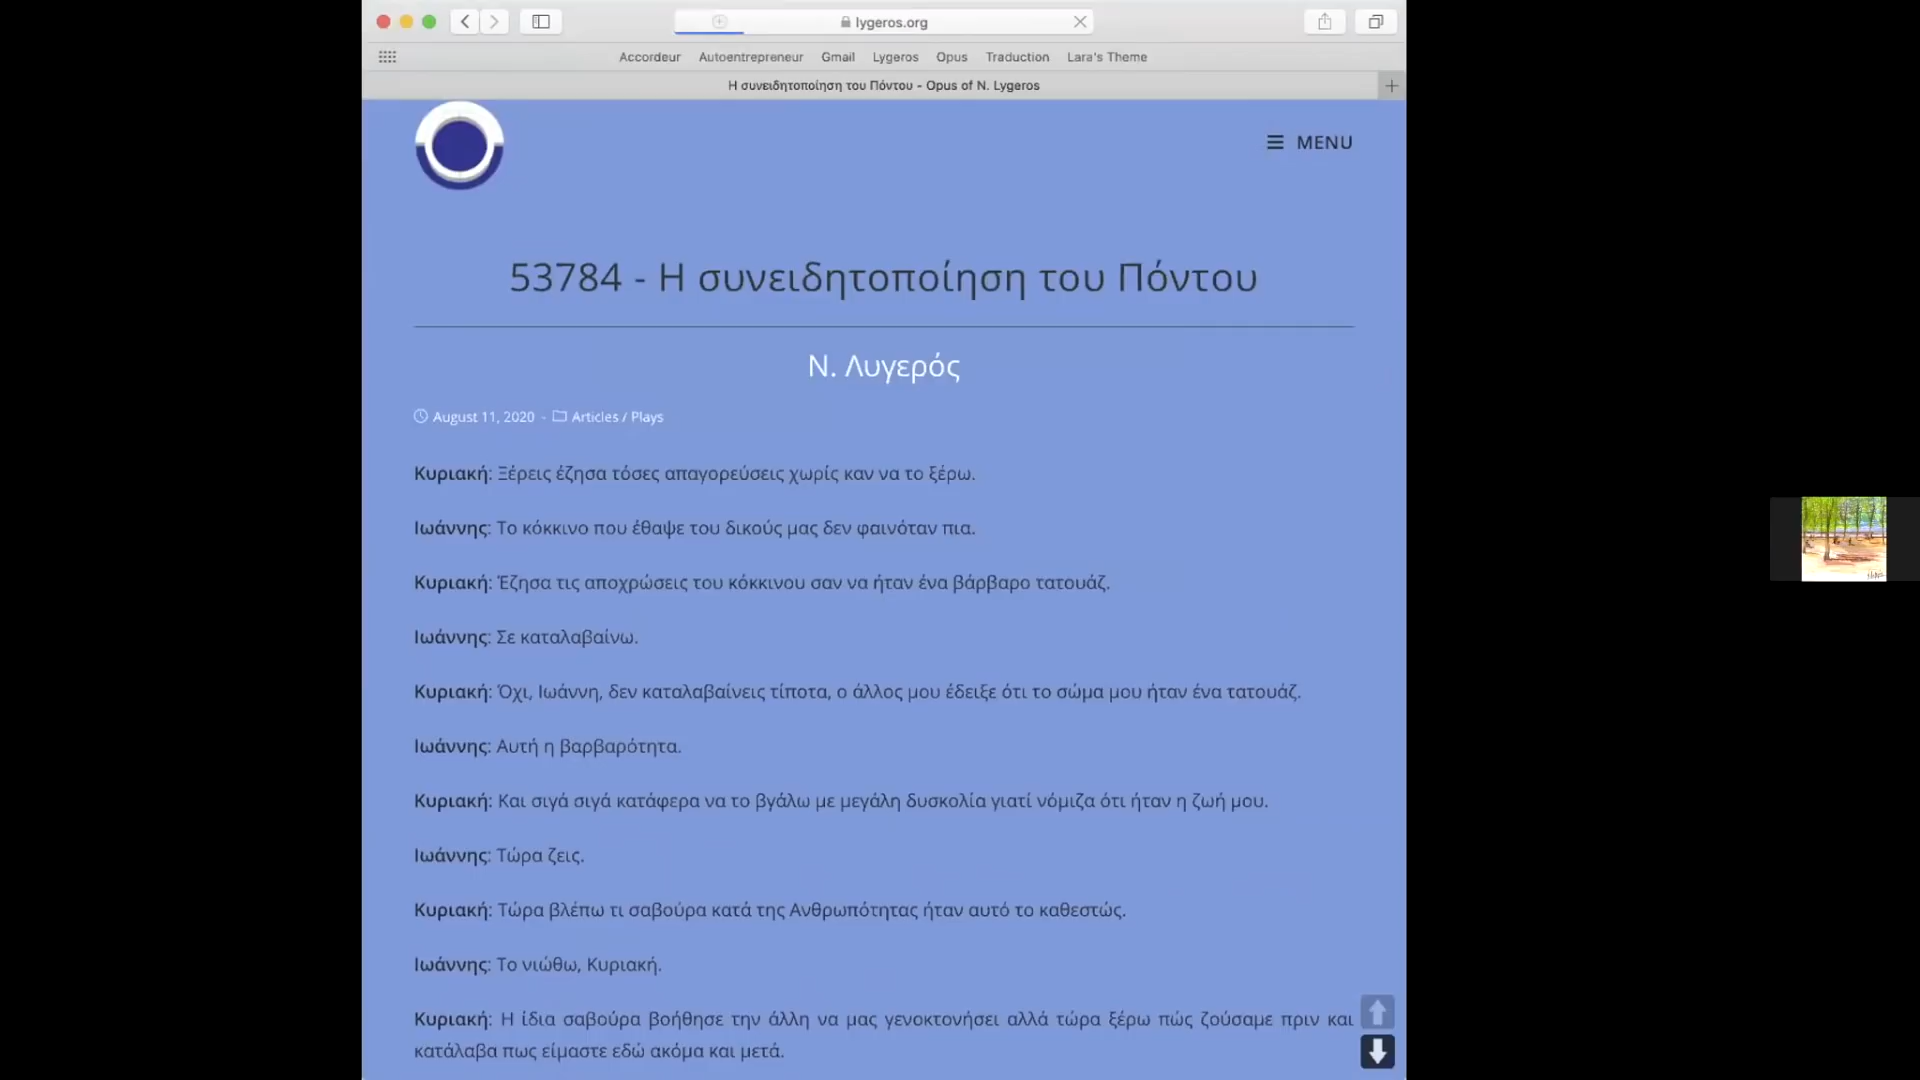 lygeros.org
Accordeur Autoentrepreneur Gmail Lygeros Opus Traduction Lara's Theme
Η συνειδητοποίηση του Πόντου - Opus of N. Lygeros
MENU
53784 - Η συνειδητοποίηση του Πόντου
Ν. Λυγερός
August 11, 2020 - Articles / Plays
Κυριακή: Ξέρεις έζησα τόσες απαγορεύσεις χωρίς καν να το ξέρω.
Ιωάννης: Το κόκκινο που έθαψε του δικούς μας δεν φαινόταν πια.
Κυριακή: Έζησα τις αποχρώσεις του κόκκινου σαν να ήταν ένα βάρβαρο τατουάζ.
Ιωάννης: Σε καταλαβαίνω.
Κυριακή: Όχι, Ιωάννη, δεν καταλαβαίνεις τίποτα, ο άλλος μου έδειξε ότι το σώμα μου ήταν ένα τατουάζ.
Ιωάννης: Αυτή η βαρβαρότητα.
Κυριακή: Και σιγά σιγά κατάφερα να το βγάλω με μεγάλη δυσκολία γιατί νόμιζα ότι ήταν η ζωή μου.
Ιωάννης: Τώρα ζεις.
Κυριακή: Τώρα βλέπω τι σαβούρα κατά της Ανθρωπότητας ήταν αυτό το καθεστώς.
Ιωάννης: Το νιώθω, Κυριακή.
Κυριακή: Η ίδια σαβούρα βοήθησε την άλλη να μας γενοκτονήσει αλλά τώρα ξέρω πώς ζούσαμε πριν και
κατάλαβα πως είμαστε εδώ ακόμα και μετά.